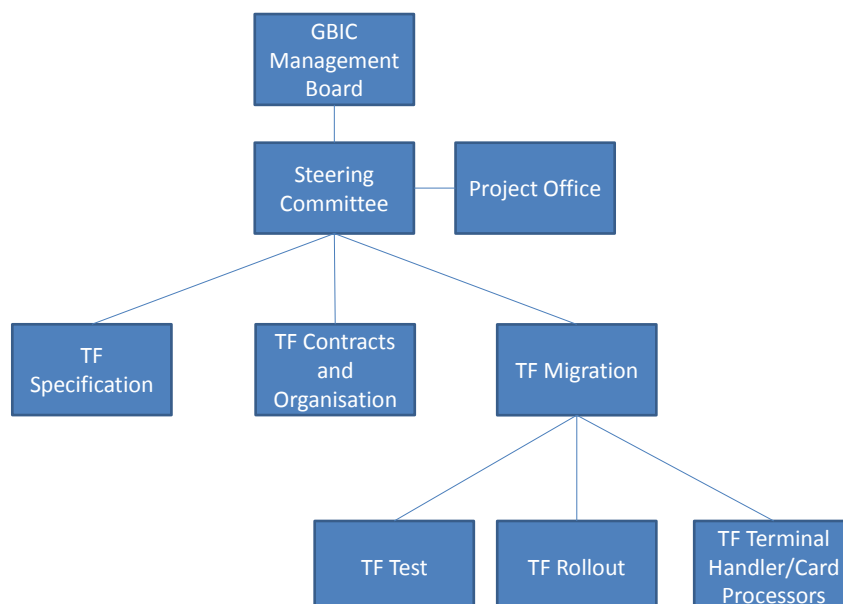 GBIC
Management
Board
Steering
Committee
Project Office
TF
Specification
TF Contracts
and
Organisation
TF Migration
TF Test
TF Rollout
TF Terminal
Handler/Card
Processors